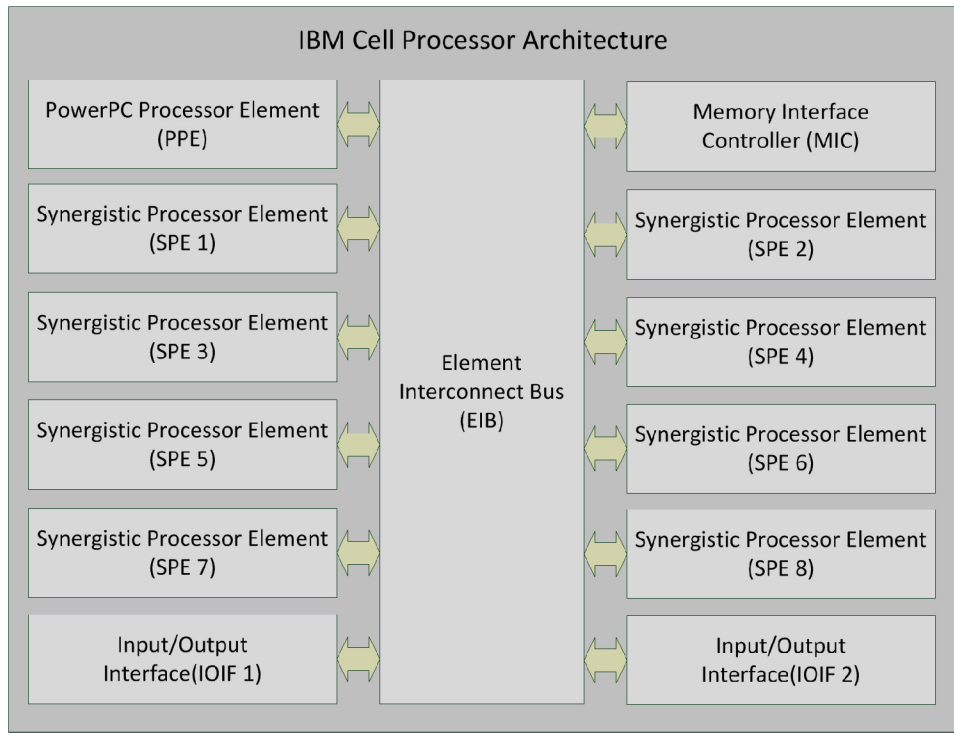 IBM Cell Processor Architecture
PowerPC Processor Element
(PPE)
Memory Interface
Controller (MIC)
Synergistic Processor Element
(SPE 1)
Synergistic Processor Element
(SPE 2)
Synergistic Processor Element
(SPE 3)
Synergistic Processor Element
(SPE 4)
Element
Interconnect Bus
(EIB)
Synergistic Processor Element
(SPE 5)
Synergistic Processor Element
(SPE 6)
Synergistic Processor Element
(SPE 7)
Synergistic Processor Element
(SPE 8)
Input/Output
Interface(IOIF 1)
Input/Output
Interface(IOIF 2)